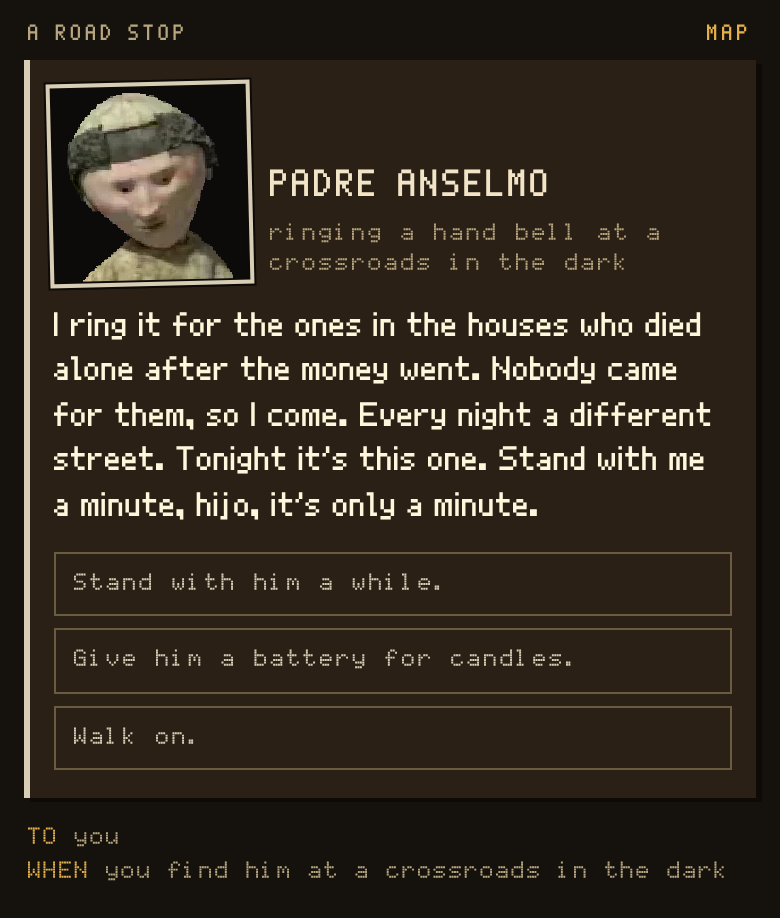 A ROAD STOP
MAP
PADRE ANSELMO
ringing a hand bell at a
crossroads in the dark
I ring it for the ones in the houses who died
alone after the money went. Nobody came
for them, so I come. Every night a different
street. Tonight it's this one. Stand with me
a minute, hijo, it's only a minute.
Stand with him a while.
Give him a battery for candles.
Walk on.
TO you
WHEN you find him at a crossroads in the dark